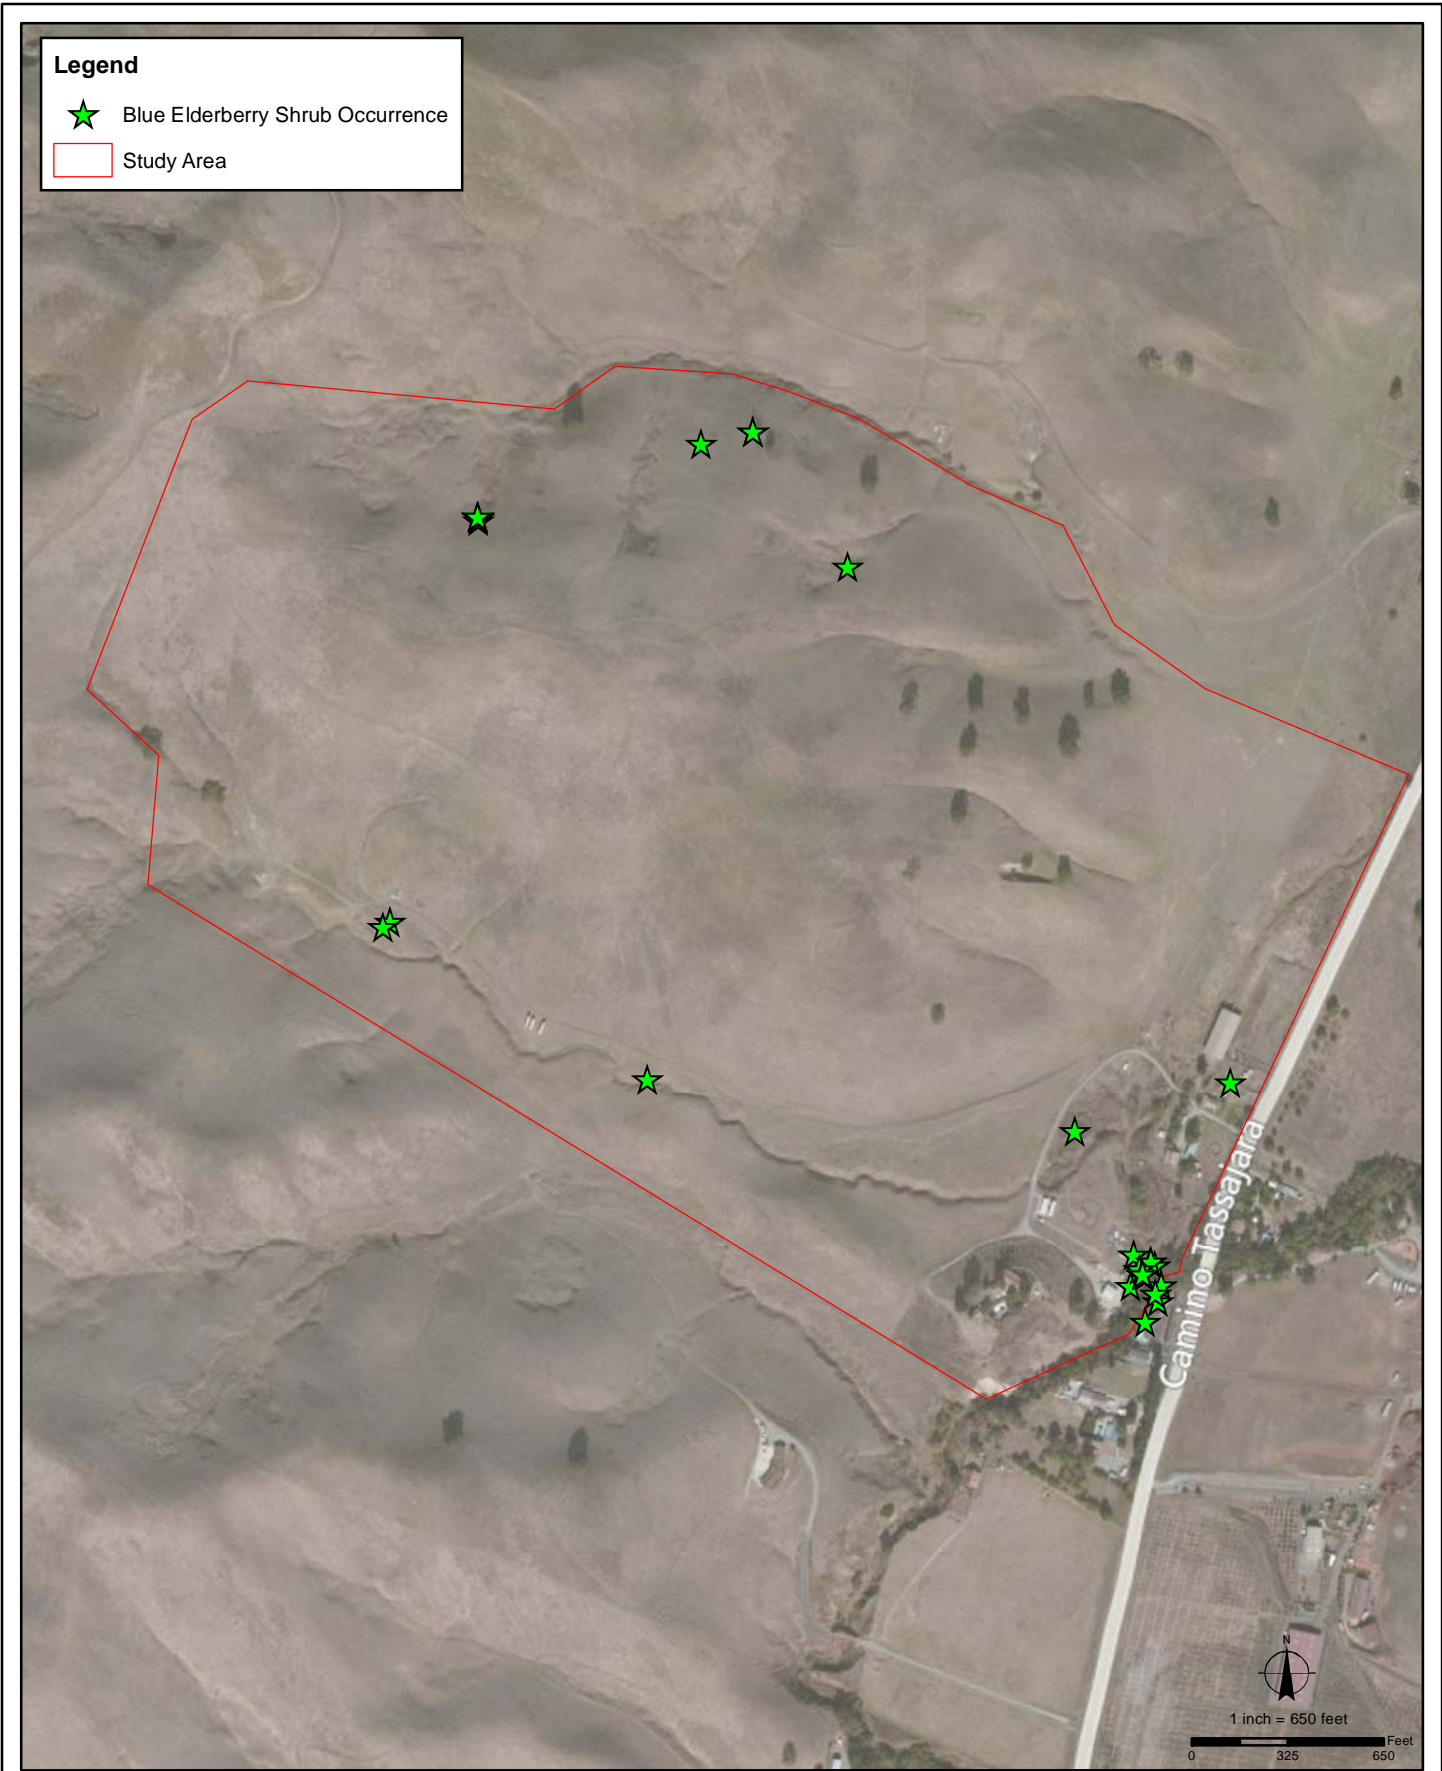 Legend
Blue Elderberry Shrub Occurrence
Study Area
Camino Tassajara
N
1 inch = 650 feet
Feet
0 325 650